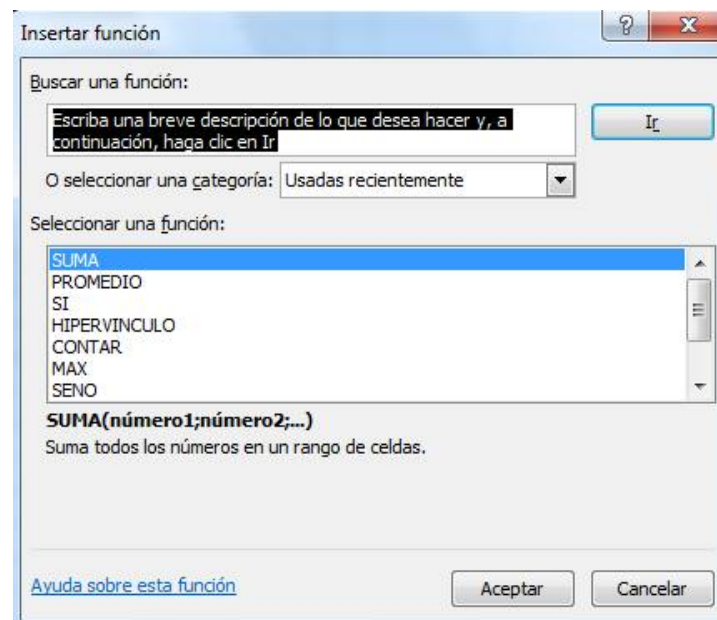 Insertar función
Buscar una función:
Escriba una breve descripción de lo que desea hacer y, a
continuación, haga clic en Ir
Ir
O seleccionar una categoría: Usadas recientemente
Seleccionar una función:
SUMA
PROMEDIO
SI
HIPERVINCULO
CONTAR
MAX
SENO
SUMA(número1;número2;...)
Suma todos los números en un rango de celdas.
Ayuda sobre esta función
Aceptar
Cancelar